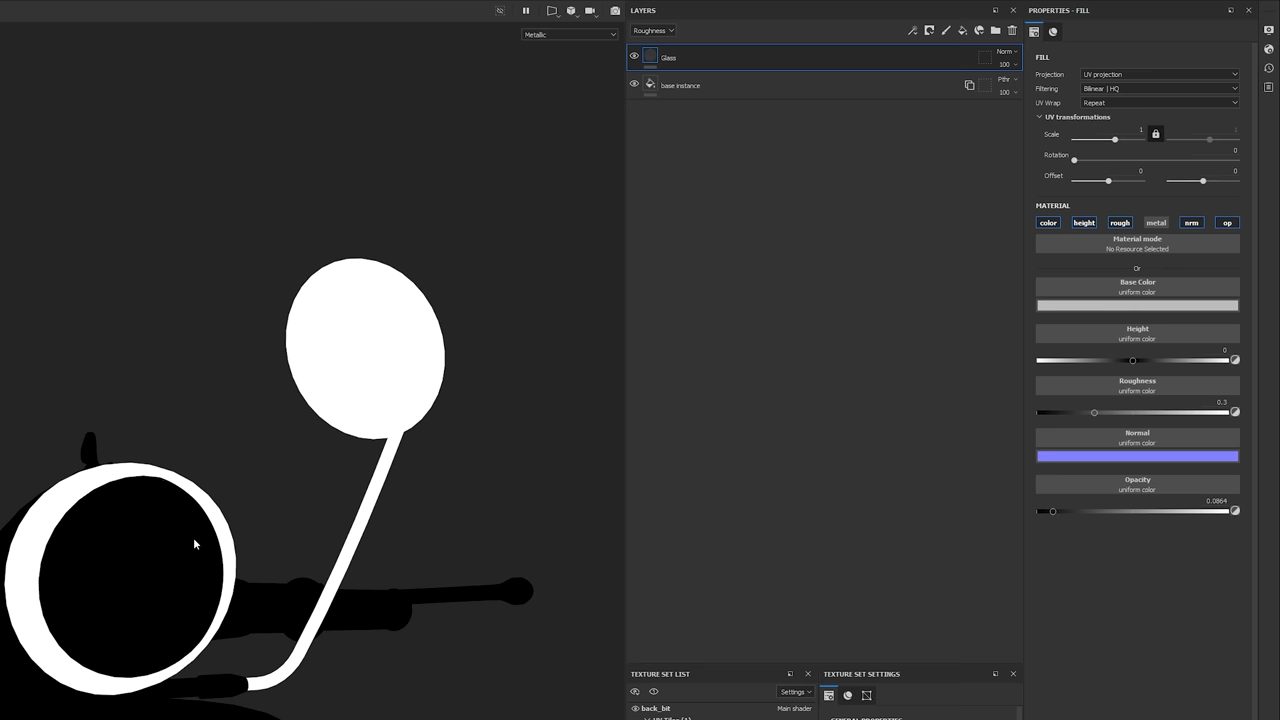 Metallic
LAYERS
Roughness
Glass
Norm
100
base instance
Pthr
100
TEXTURE SET LIST
Settings
back_bit
Main shader
TEXTURE SET SETTINGS
PROPERTIES - FILL
FILL
Projection
UV projection
Filtering
Bilinear | HQ
UV Wrap
Repeat
UV transformations
Scale
1
Rotation
0
Offset
0
0
MATERIAL
color
height
rough
metal
nrm
op
Material mode
No Resource Selected
Or
Base Color
uniform color
Height
uniform color
0
Roughness
uniform color
0.3
Normal
uniform color
Opacity
uniform color
0.0864